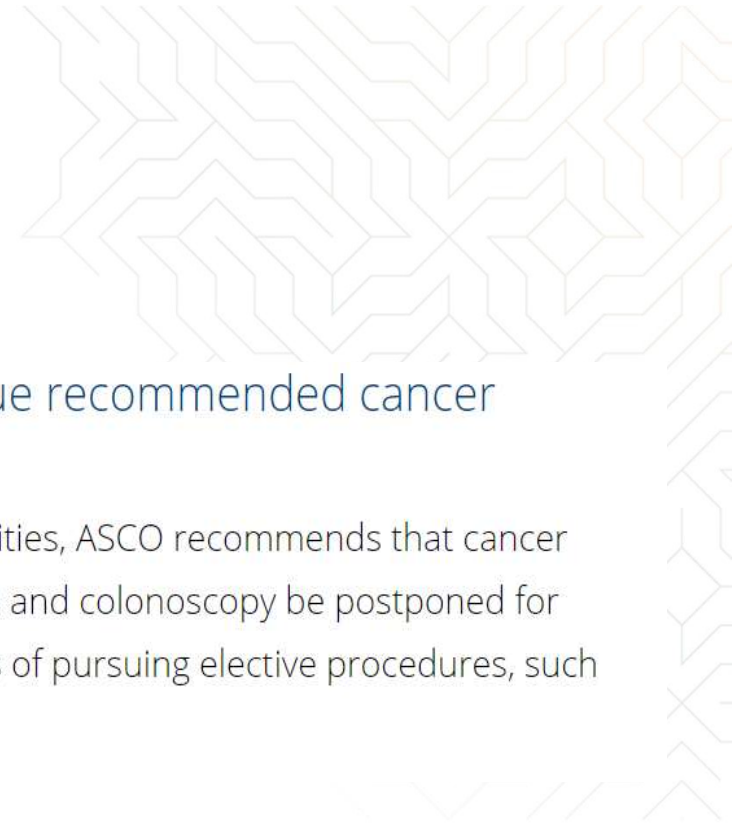 ue recommended cancer
ities, ASCO recommends that cancer
and colonoscopy be postponed for
of pursuing elective procedures, such